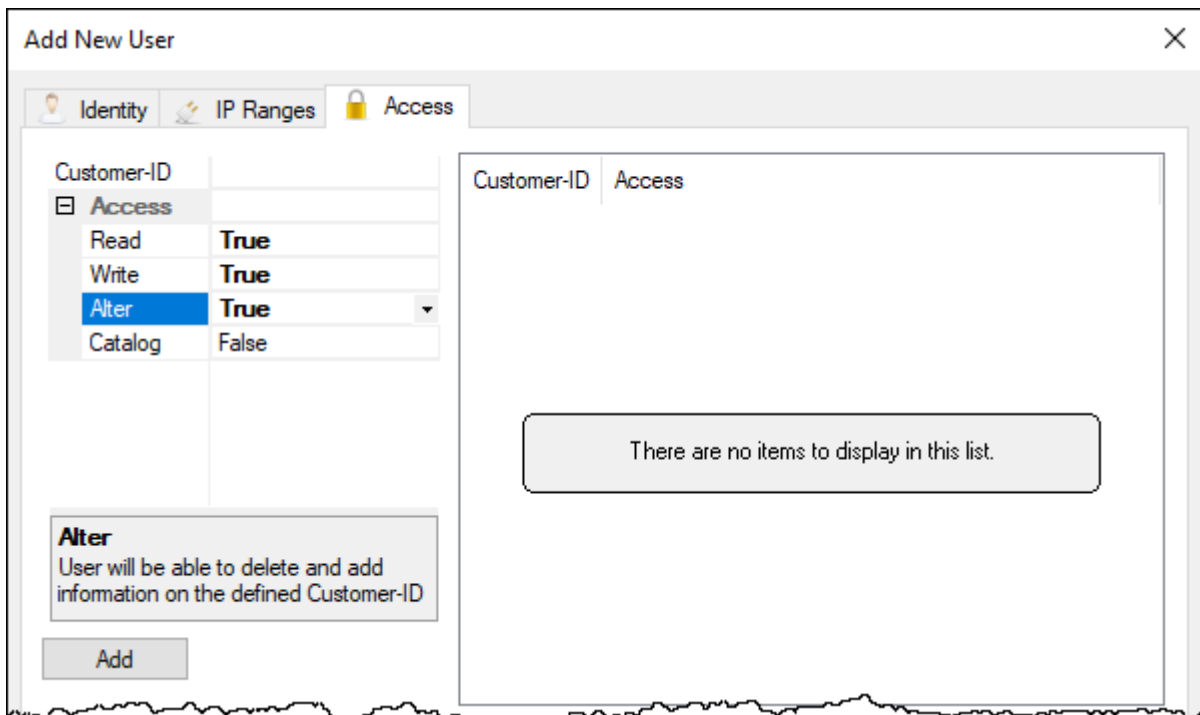 Add New User
Identity IP Ranges Access
Customer-ID
Access
Read True
Write True
Alter True
Catalog False
Alter
User will be able to delete and add
information on the defined Customer-ID
Add
Customer-ID Access
There are no items to display in this list.